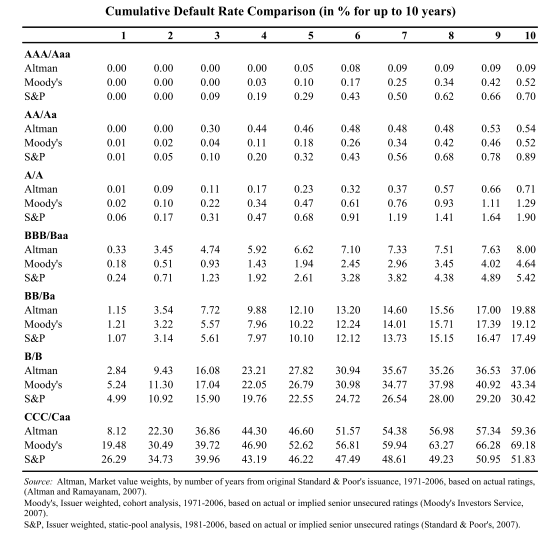 Cumulative Default Rate Comparison (in % for up to 10 years)
1 2 3 4 5 6 7 8 9 10
AAA/Aaa
Altman 0.00 0.00 0.00 0.00 0.05 0.08 0.09 0.09 0.09 0.09
Moody's 0.00 0.00 0.00 0.03 0.10 0.17 0.25 0.34 0.42 0.52
S&P 0.00 0.00 0.09 0.19 0.29 0.43 0.50 0.62 0.66 0.70
AA/Aa
Altman 0.00 0.00 0.30 0.44 0.46 0.48 0.48 0.48 0.53 0.54
Moody's 0.01 0.02 0.04 0.11 0.18 0.26 0.34 0.42 0.46 0.52
S&P 0.01 0.05 0.10 0.20 0.32 0.43 0.56 0.68 0.78 0.89
A/A
Altman 0.01 0.09 0.11 0.17 0.23 0.32 0.37 0.57 0.66 0.71
Moody's 0.02 0.10 0.22 0.34 0.47 0.61 0.76 0.93 1.11 1.29
S&P 0.06 0.17 0.31 0.47 0.68 0.91 1.19 1.41 1.64 1.90
BBB/Baa
Altman 0.33 3.45 4.74 5.92 6.62 7.10 7.33 7.51 7.63 8.00
Moody's 0.18 0.51 0.93 1.43 1.94 2.45 2.96 3.45 4.02 4.64
S&P 0.24 0.71 1.23 1.92 2.61 3.28 3.82 4.38 4.89 5.42
BB/Ba
Altman 1.15 3.54 7.72 9.88 12.10 13.20 14.60 15.56 17.00 19.88
Moody's 1.21 3.22 5.57 7.96 10.22 12.24 14.01 15.71 17.39 19.12
S&P 1.07 3.14 5.61 7.97 10.10 12.12 13.73 15.15 16.47 17.49
B/B
Altman 2.84 9.43 16.08 23.21 27.82 30.94 35.67 35.26 36.53 37.06
Moody's 5.24 11.30 17.04 22.05 26.79 30.98 34.77 37.98 40.92 43.34
S&P 4.99 10.92 15.90 19.76 22.55 24.72 26.54 28.00 29.20 30.42
CCC/Caa
Altman 8.12 22.30 36.86 44.30 46.60 51.57 54.38 56.98 57.34 59.36
Moody's 19.48 30.49 39.72 46.90 52.62 56.81 59.94 63.27 66.28 69.18
S&P 26.29 34.73 39.96 43.19 46.22 47.49 48.61 49.23 50.95 51.83
Source: Altman, Market value weights, by number of years from original Standard & Poor's issuance, 1971-2006, based on actual ratings,
(Altman and Ramayanam, 2007).
Moody's, Issuer weighted, cohort analysis, 1971-2006, based on actual or implied senior unsecured ratings (Moody's Investors Service,
2007).
S&P, Issuer weighted, static-pool analysis, 1981-2006, based on actual or implied senior unsecured ratings (Standard & Poor's, 2007).